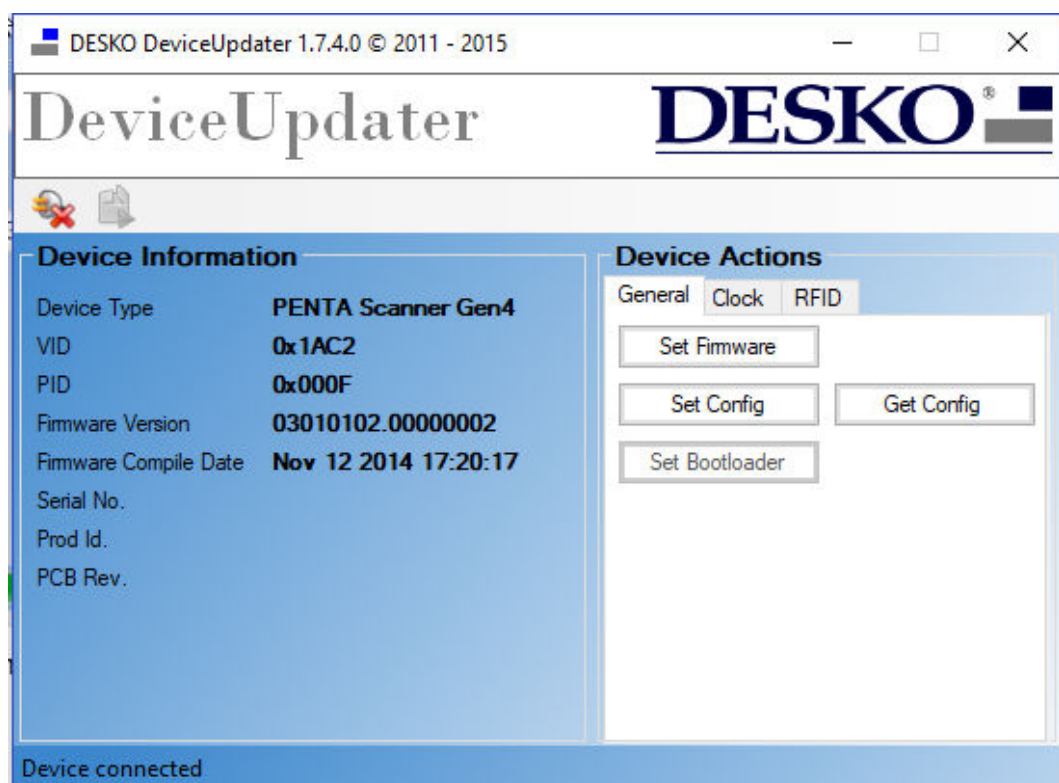 DESKO DeviceUpdater 1.7.4.0 © 2011 - 2015
DeviceUpdater
DESKO®
Device Information
Device Type PENTA Scanner Gen4
VID 0x1AC2
PID 0x000F
Firmware Version 03010102.00000002
Firmware Compile Date Nov 12 2014 17:20:17
Serial No.
Prod Id.
PCB Rev.
Device Actions
General Clock RFID
Set Firmware
Set Config Get Config
Set Bootloader
Device connected